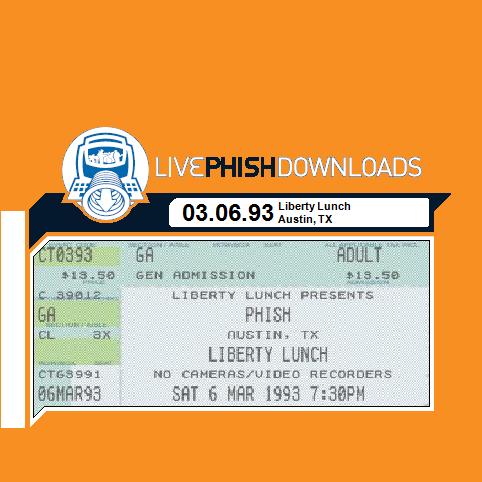 LIVEPHISHDOWNLOADS
03.06.93 Liberty Lunch
Austin, TX
CT0393 GA ADULT
$13.50 GEN ADMISSION $13.50
C 39012 LIBERTY LUNCH PRESENTS
GA PHISH
CL 3X AUSTIN, TX
LIBERTY LUNCH
CT63991 NO CAMERAS/VIDEO RECORDERS
06MAR93 SAT 6 MAR 1993 7:30PM